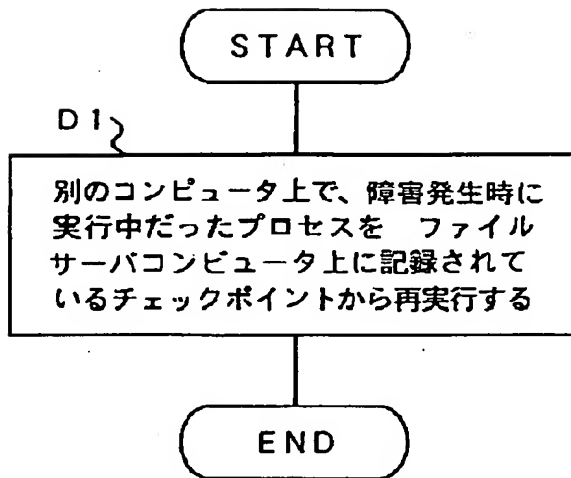 START
D1
別のコンピュータ上で、障害発生時に
実行中だったプロセスを　ファイル
サーバコンピュータ上に記録されて
いるチェックポイントから再実行する
END